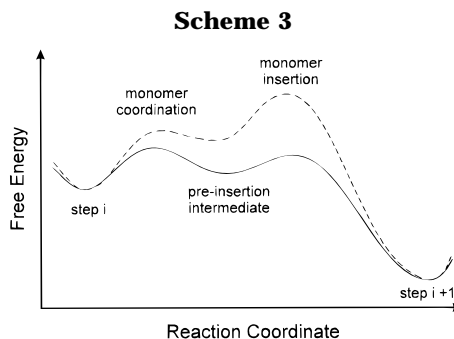 Scheme 3
monomer
insertion
monomer
coordination
pre-insertion
intermediate
step i
step i +1
Free Energy
Reaction Coordinate